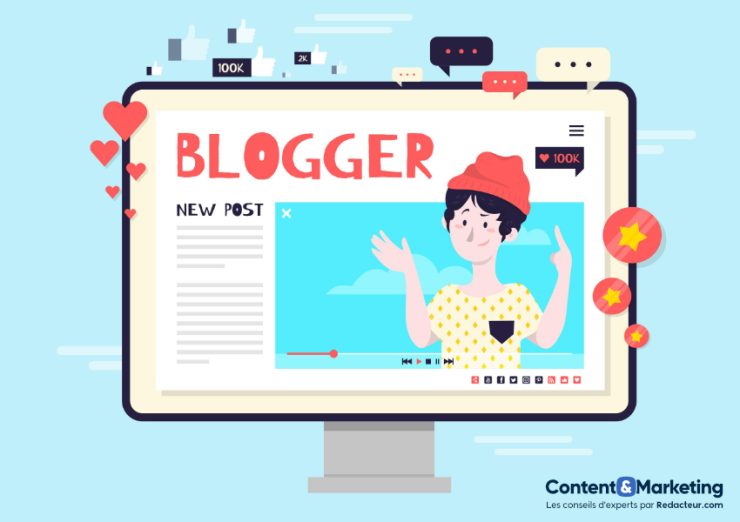 100K
2K
BLOGGER
100K
NEW POST
Content&Marketing
Les conseils d'experts par Redacteur.com